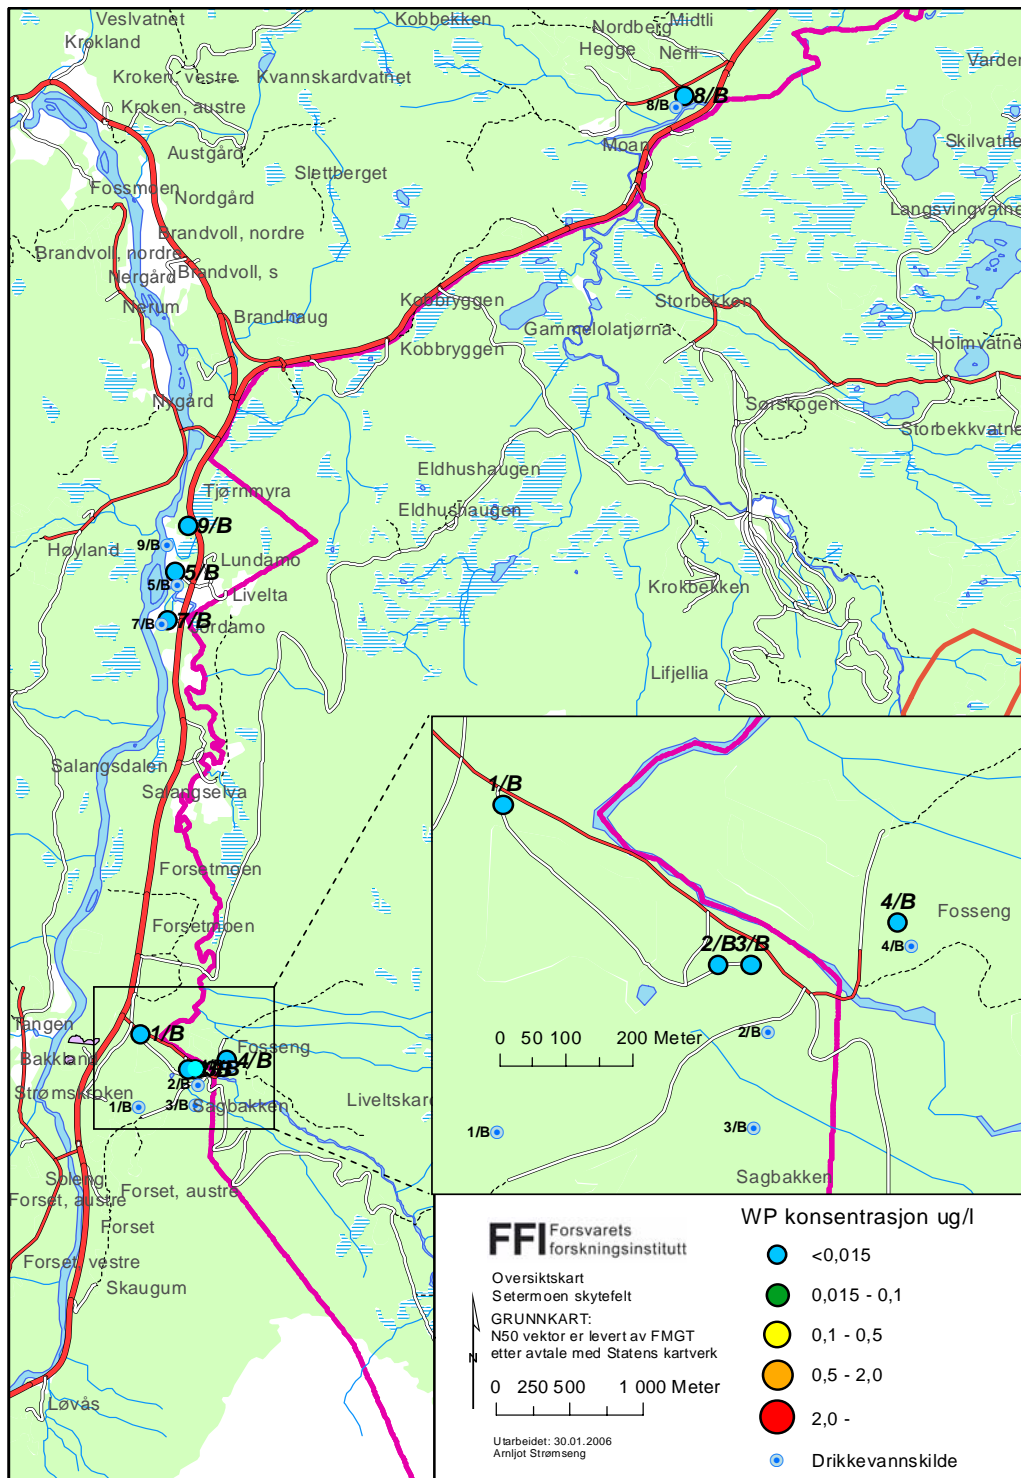 Veslvatnet
Kobbekken
Nordberg
Midtli
Krokland
Hegge
Nerli
Varden
Kroken, vestre
Kvannskardvatnet
8/B
8/B
Kroken, austre
Moan
Skilvatnet
Austgård
Slettberget
Fossmoen
Nordgård
Langsvingvatnet
Brandvoll, nordre
Brandvoll, nordre
Brandvoll, s
Nergård
Nerum
Kobbryggen
Storbekken
Brandhaug
Gammelolatjørna
Kobbryggen
Holmvatnet
Nygård
Sørskogen
Storbekkvatnet
Eldhushaugen
Tjørnmyra
Eldhushaugen
9/B
9/B
Høyland
Lundamo
5/B
5/B
Livelta
Krokbekken
7/B
7/B
Nordamo
Lifjellia
Salangsdalen
Salangselva
1/B
Forsetmoen
4/B
Fosseng
Forsetmoen
2/B
3/B
4/B
Tangen
1/B
0 50 100 200 Meter
2/B
Bakkland
Fosseng
4/B
2/B
Strømskroken
1/B
3/B
Sagbakken
Liveltskard
1/B
3/B
Sagbakken
Soleng
Forset, austre
Forset, austre
Forset
Forset, vestre
Skaugum
Løvås
FFI Forsvarets
forskningsinstitutt
Oversiktskart
Setermoen skytefelt
GRUNNKART:
N50 vektor er levert av FMGT
etter avtale med Statens kartverk
N
0 250 500 1 000 Meter
Utarbeidet: 30.01.2006
Arnljot Strømseng
WP konsentrasjon ug/l
<0,015
0,015 - 0,1
0,1 - 0,5
0,5 - 2,0
2,0 -
Drikkevannskilde